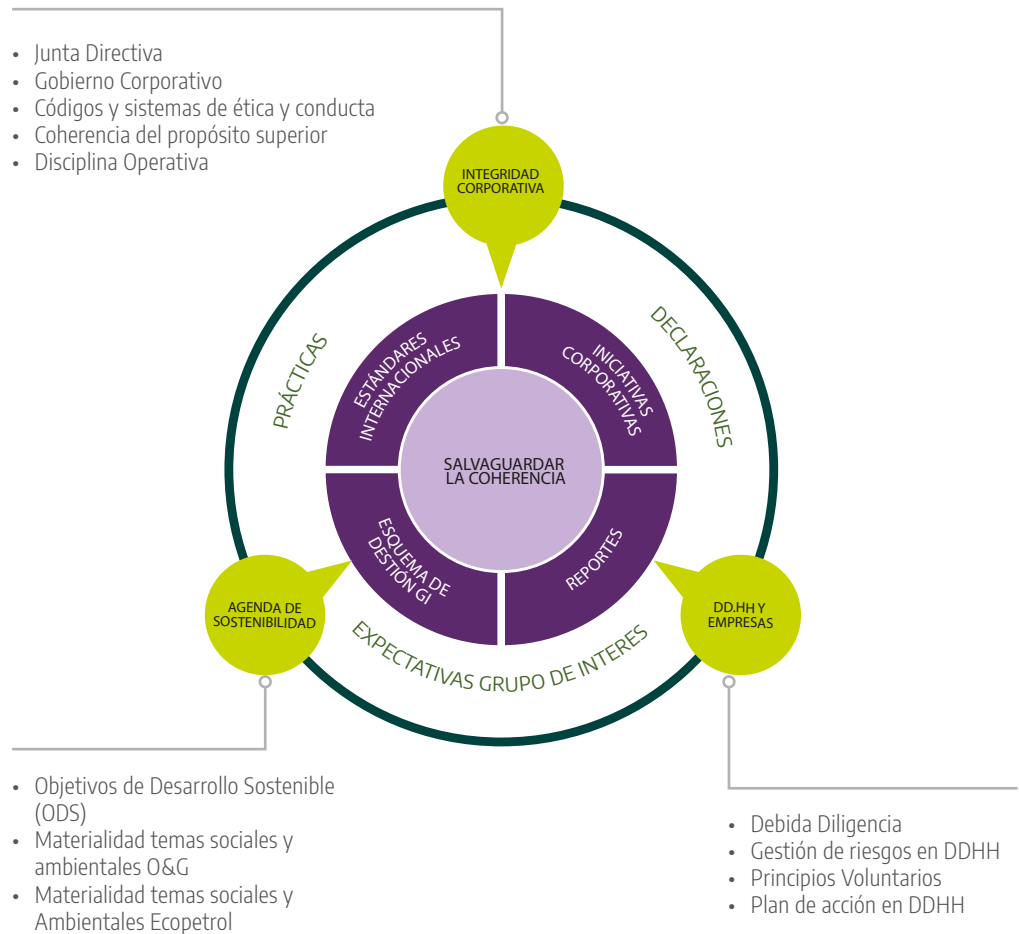 • Junta Directiva
• Gobierno Corporativo
• Códigos y sistemas de ética y conducta
• Coherencia del propósito superior
• Disciplina Operativa
INTEGRIDAD
CORPORATIVA
PRÁCTICAS
DECLARACIONES
ESTÁNDARES
INTERNACIONALES
INICIATIVAS
CORPORATIVAS
SALVAGUARDAR
LA COHERENCIA
ESQUEMA DE
DESTIÓN GI
REPORTES
AGENDA DE
SOSTENIBILIDAD
DD.HH Y
EMPRESAS
EXPECTATIVAS GRUPO DE INTERES
• Objetivos de Desarrollo Sostenible
(ODS)
• Materialidad temas sociales y
ambientales O&G
• Materialidad temas sociales y
Ambientales Ecopetrol
• Debida Diligencia
• Gestión de riesgos en DDHH
• Principios Voluntarios
• Plan de acción en DDHH